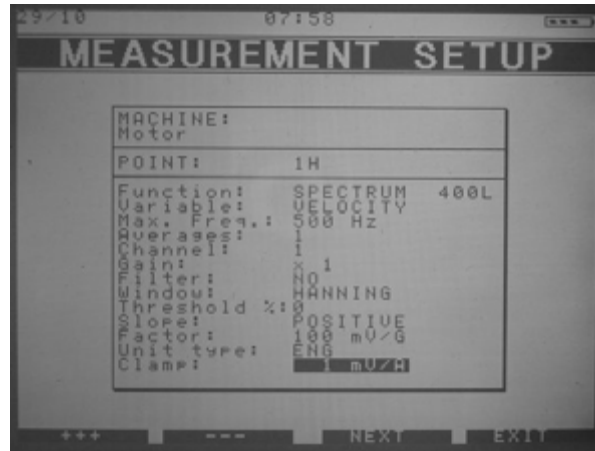 29/10 07:58
MEASUREMENT SETUP
MACHINE:
Motor
POINT: 1H
Function: SPECTRUM 400L
Variable: VELOCITY
Max. Freq.: 500 Hz
Averages: 1
Channel: 1
Gain: x 1
Filter: NO
Window: HANNING
Threshold %:0
Slope: POSITIVE
Factor: 100 mV/G
Unit type: ENG
Clamp: 1 mV/A
+++ --- NEXT EXIT